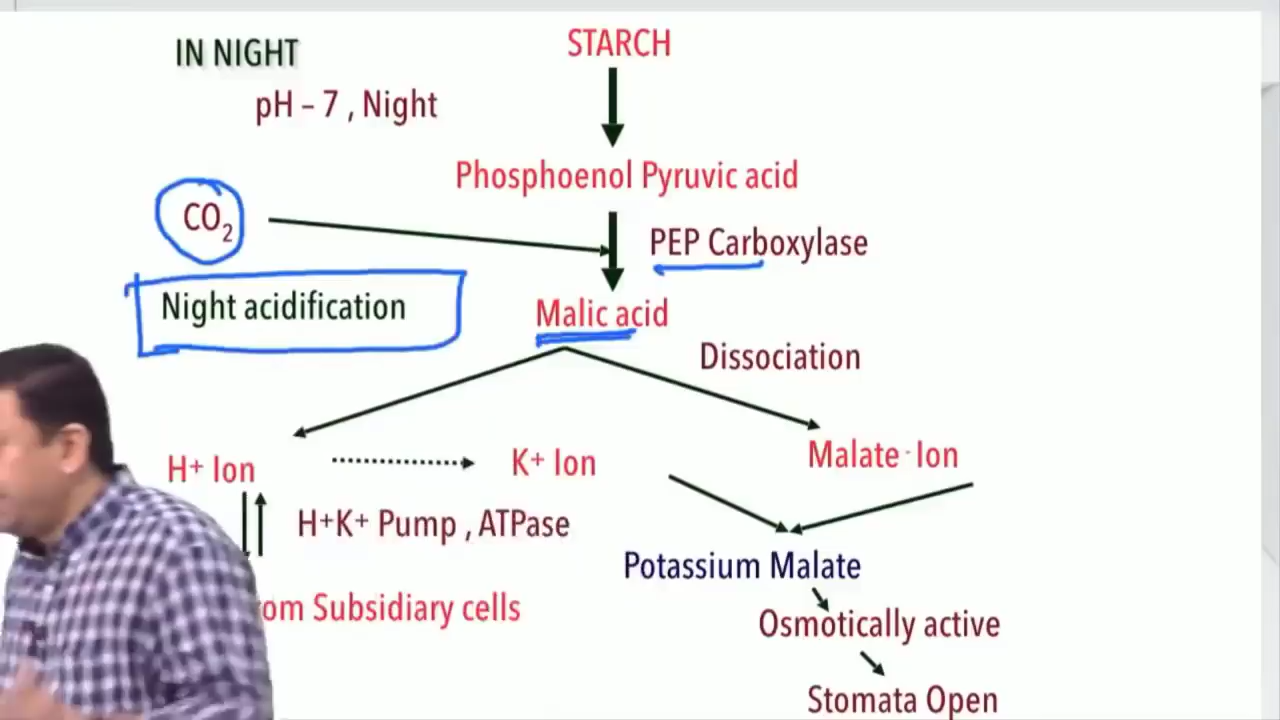 IN NIGHT
pH – 7 , Night
STARCH
Phosphoenol Pyruvic acid
CO₂
PEP Carboxylase
Night acidification
Malic acid
Dissociation
H⁺ Ion
K⁺ Ion
Malate⁻ Ion
H⁺K⁺ Pump , ATPase
Potassium Malate
Subsidiary cells
Osmotically active
Stomata Open